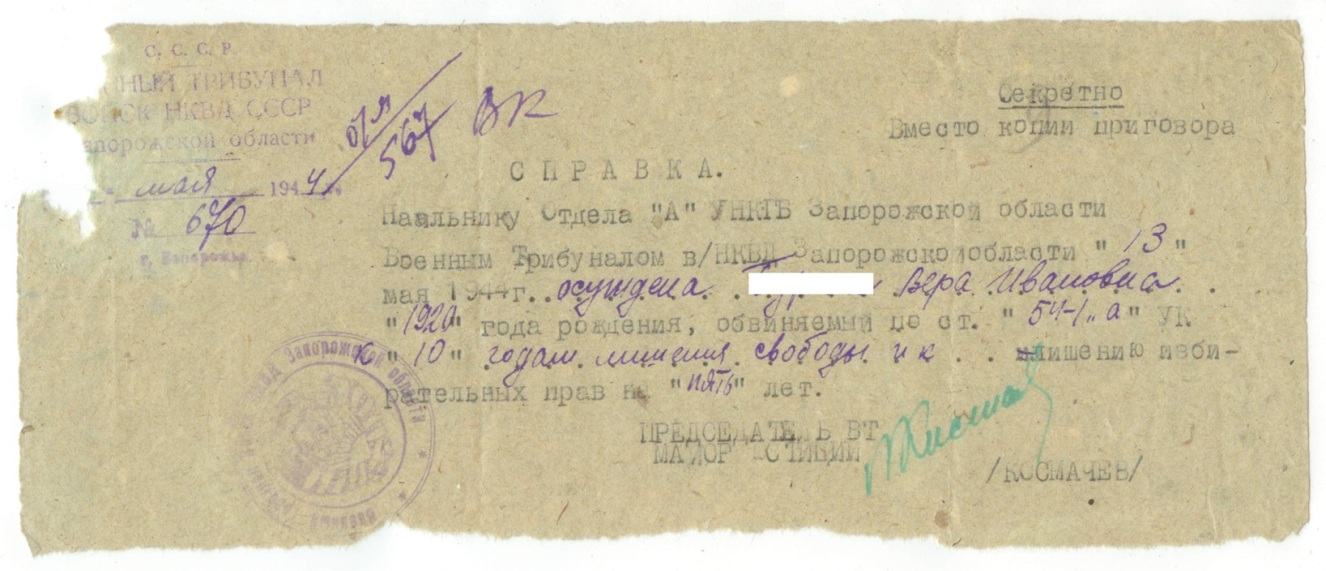 С. С. С. Р.
НЫЙ ТРИБУНАЛ
ВОЙСК НКВД СССР
апорожской области
мая 1944 г.
№ 670
г. Запорожье
567
ВК
Секретно
Вместо копии приговора
СПРАВКА.
Начальнику Отдела "А" УНКГБ Запорожской области
Военным Трибуналом в/НКВД Запорожской области " 13 "
мая 1944г. осуждена Вера Ивановна
" 1920 " года рождения, обвиняемый по ст. " 54-1 "а" УК
к " 10 " годам лишения свободы и к лишению изби-
рательных прав на " пять " лет.
ПРЕДСЕДАТЕЛЬ ВТ
МАЙОР ЮСТИЦИИ
/КОСМАЧЕВ/
Запорожской области
Военный